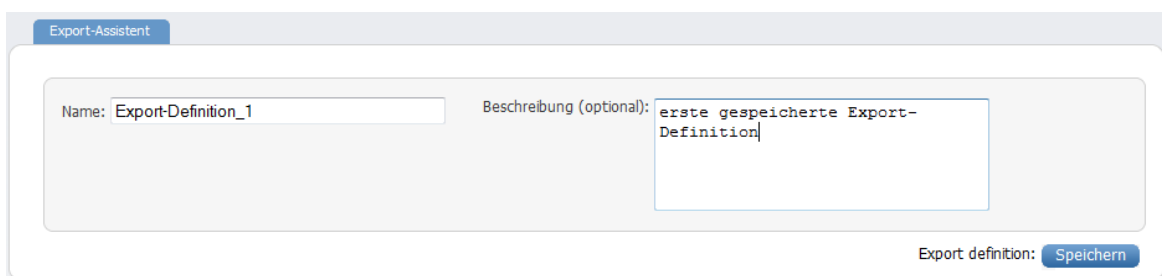 Export-Assistent
Name: Export-Definition_1
Beschreibung (optional): erste gespeicherte Export-
Definition
Export definition: Speichern